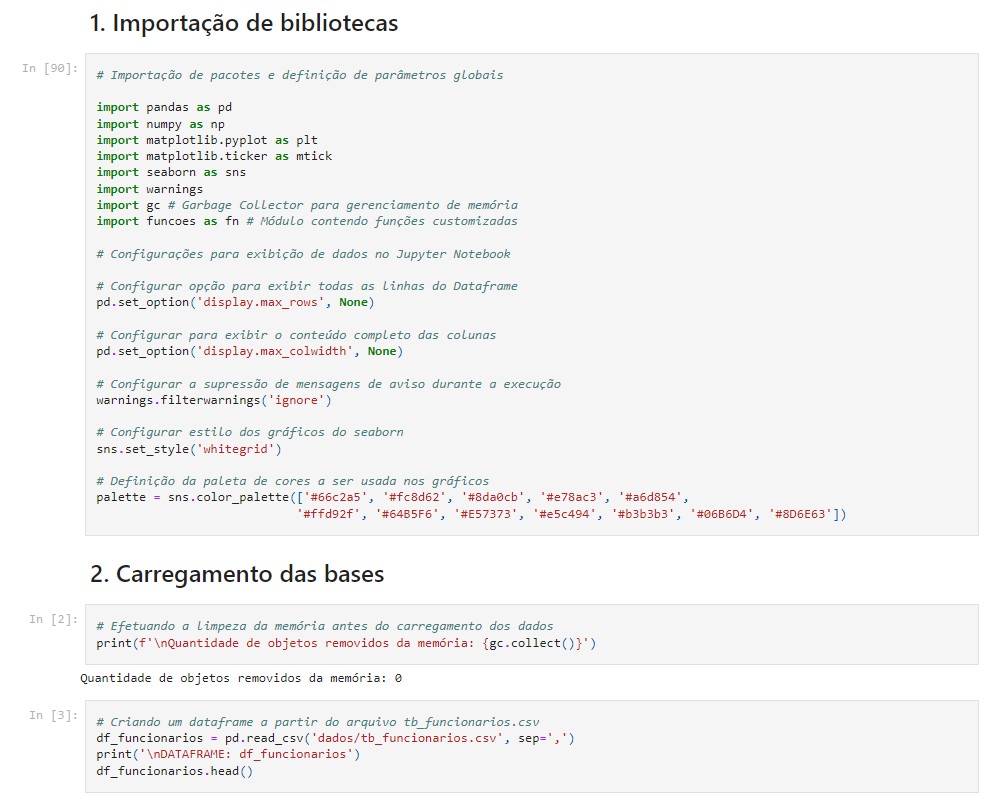 1. Importação de bibliotecas
In [90]:
# Importação de pacotes e definição de parâmetros globais
import pandas as pd
import numpy as np
import matplotlib.pyplot as plt
import matplotlib.ticker as mtick
import seaborn as sns
import warnings
import gc # Garbage Collector para gerenciamento de memória
import funcoes as fn # Módulo contendo funções customizadas
# Configurações para exibição de dados no Jupyter Notebook
# Configurar opção para exibir todas as linhas do Dataframe
pd.set_option('display.max_rows', None)
# Configurar para exibir o conteúdo completo das colunas
pd.set_option('display.max_colwidth', None)
# Configurar a supressão de mensagens de aviso durante a execução
warnings.filterwarnings('ignore')
# Configurar estilo dos gráficos do seaborn
sns.set_style('whitegrid')
# Definição da paleta de cores a ser usada nos gráficos
palette = sns.color_palette(['#66c2a5', '#fc8d62', '#8da0cb', '#e78ac3', '#a6d854',
'#ffd92f', '#64B5F6', '#E57373', '#e5c494', '#b3b3b3', '#06B6D4', '#8D6E63'])
2. Carregamento das bases
In [2]:
# Efetuando a limpeza da memória antes do carregamento dos dados
print(f'\nQuantidade de objetos removidos da memória: {gc.collect()}')
Quantidade de objetos removidos da memória: 0
In [3]:
# Criando um dataframe a partir do arquivo tb_funcionarios.csv
df_funcionarios = pd.read_csv('dados/tb_funcionarios.csv', sep=',')
print('\nDATAFRAME: df_funcionarios')
df_funcionarios.head()